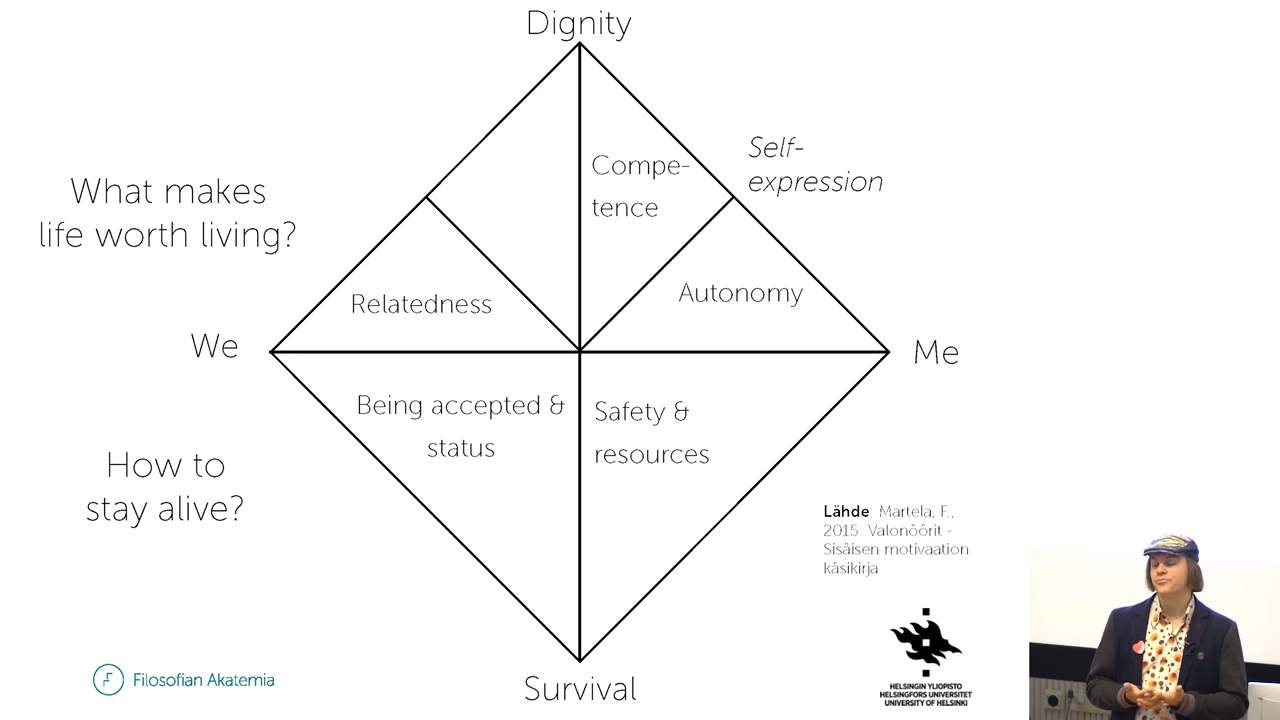 Dignity
Compe-
tence
Self-
expression
What makes
life worth living?
Relatedness
Autonomy
We
Me
Being accepted &
status
Safety &
resources
How to
stay alive?
Lähde: Martela, F.,
2015: Valonöörit -
Sisäisen motivaation
käsikirja
F
Filosofian Akatemia
HELSINGIN YLIOPISTO
HELSINGFORS UNIVERSITET
UNIVERSITY OF HELSINKI
Survival